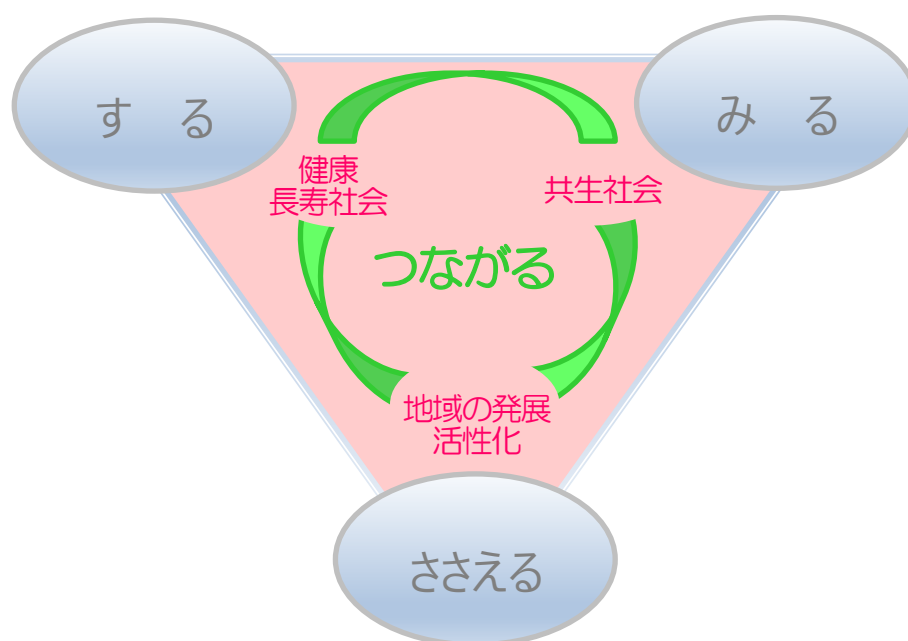 す る
み る
健康
長寿社会
共生社会
つながる
地域の発展
活性化
ささえる